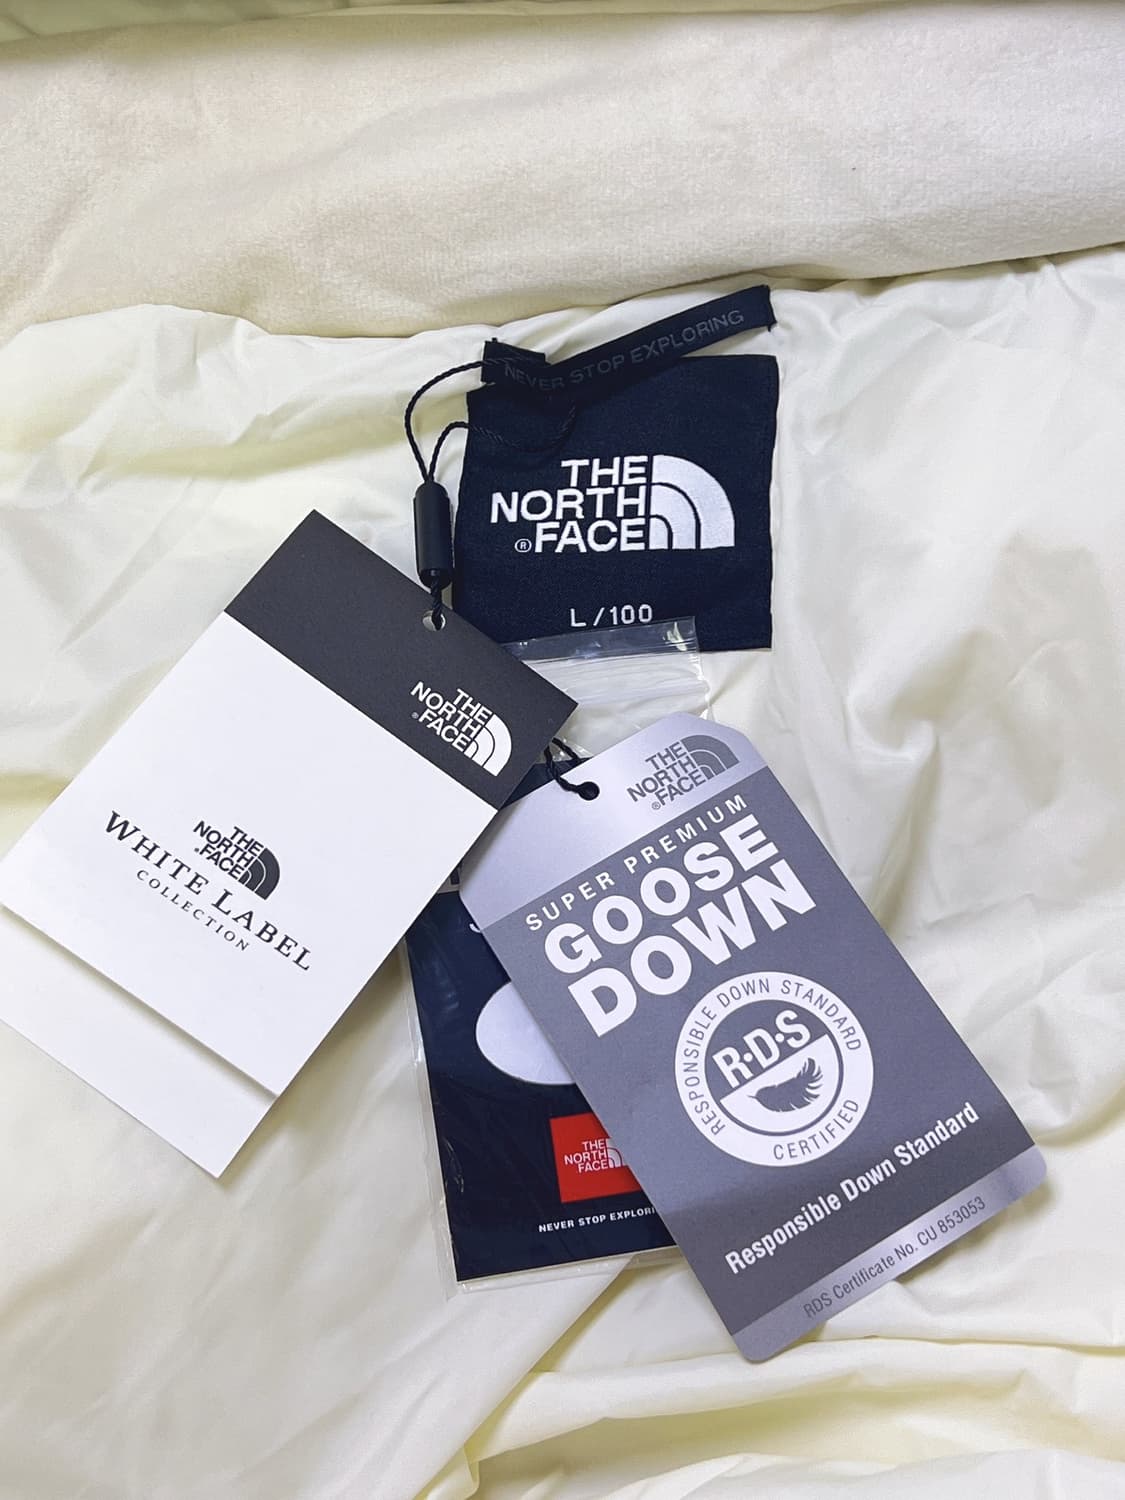 NEVER STOP EXPLORING
THE
NORTH
® FACE
L/100
THE
NORTH
® FACE
THE
NORTH
FACE
WHITE LABEL
COLLECTION
THE
NORTH
® FACE
SUPER PREMIUM
GOOSE
DOWN
RESPONSIBLE DOWN STANDARD
R·D·S
CERTIFIED
Responsible Down Standard
RDS Certificate No. CU 853053
THE
NORTH
FACE
NEVER STOP